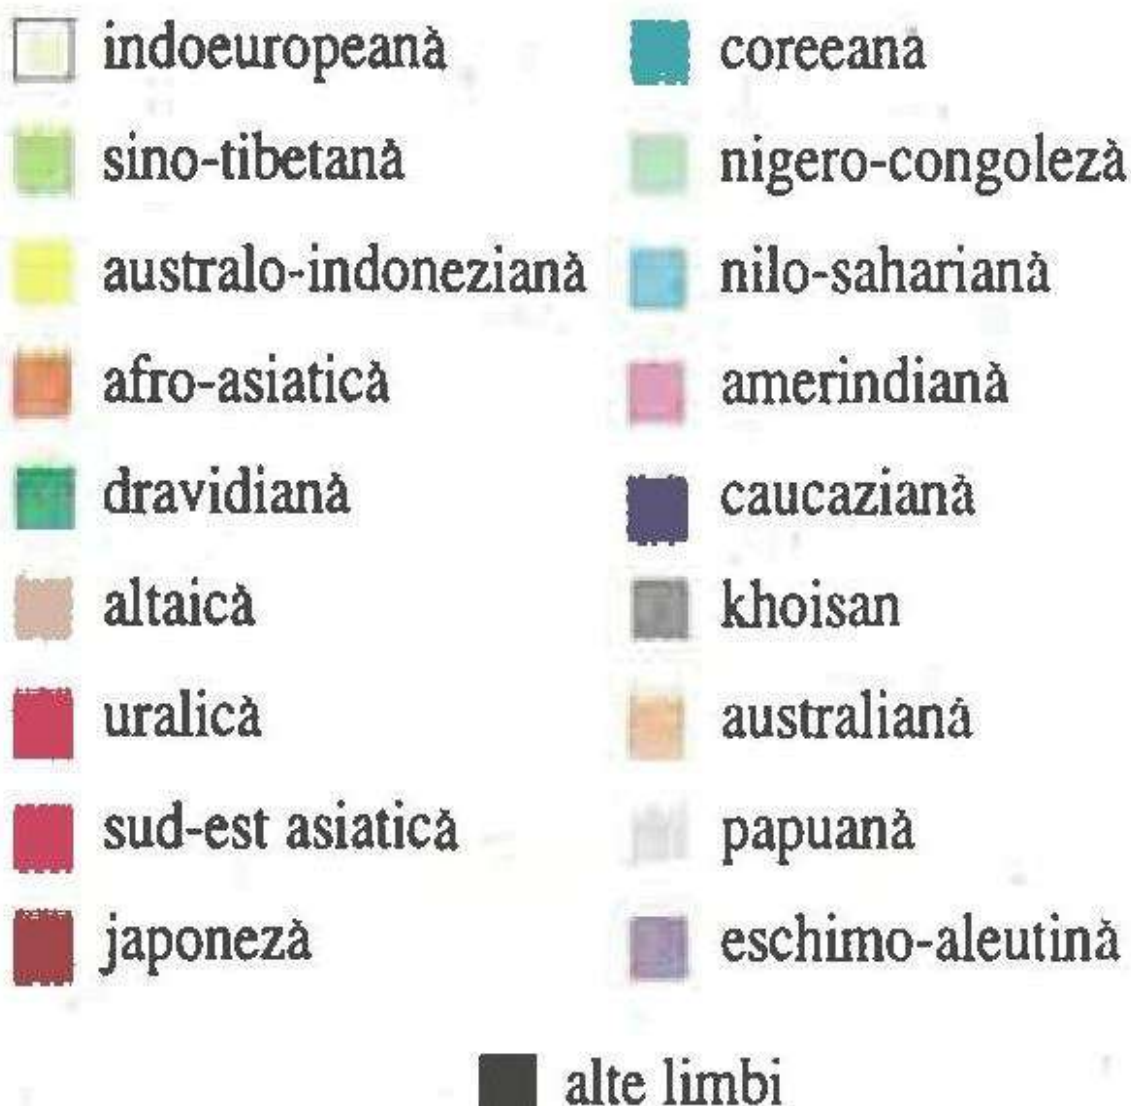 indoeuropeană
sino-tibetană
australo-indoneziană
afro-asiatică
dravidiană
altaică
uralică
sud-est asiatică
japoneză
coreeană
nigero-congoleză
nilo-sahariană
amerindiană
caucaziană
khoisan
australiană
papuană
eschimo-aleutină
alte limbi